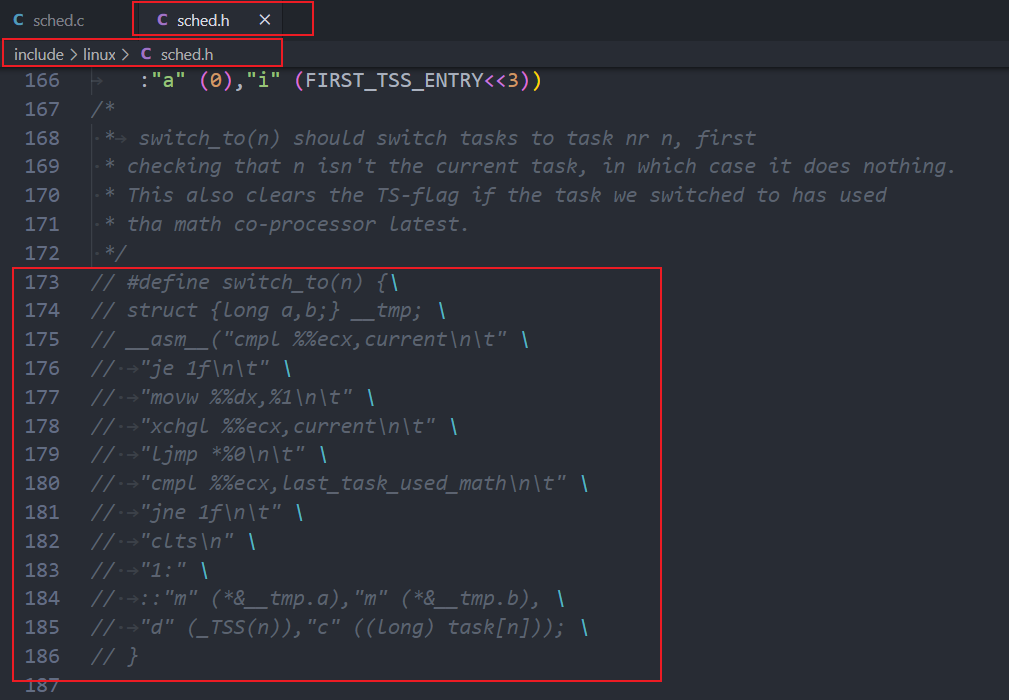 C sched.c
C sched.h ×
include > linux > C sched.h
166 :"a" (0),"i" (FIRST_TSS_ENTRY<<3))
167 /*
168 * switch_to(n) should switch tasks to task nr n, first
169 * checking that n isn't the current task, in which case it does nothing.
170 * This also clears the TS-flag if the task we switched to has used
171 * tha math co-processor latest.
172 */
173 // #define switch_to(n) {\
174 // struct {long a,b;} __tmp; \
175 // __asm__("cmpl %%ecx,current\n\t" \
176 // "je 1f\n\t" \
177 // "movw %%dx,%1\n\t" \
178 // "xchgl %%ecx,current\n\t" \
179 // "ljmp *%0\n\t" \
180 // "cmpl %%ecx,last_task_used_math\n\t" \
181 // "jne 1f\n\t" \
182 // "clts\n" \
183 // "1:" \
184 // ::"m" (*&__tmp.a),"m" (*&__tmp.b), \
185 // "d" (_TSS(n)),"c" ((long) task[n])); \
186 // }
187